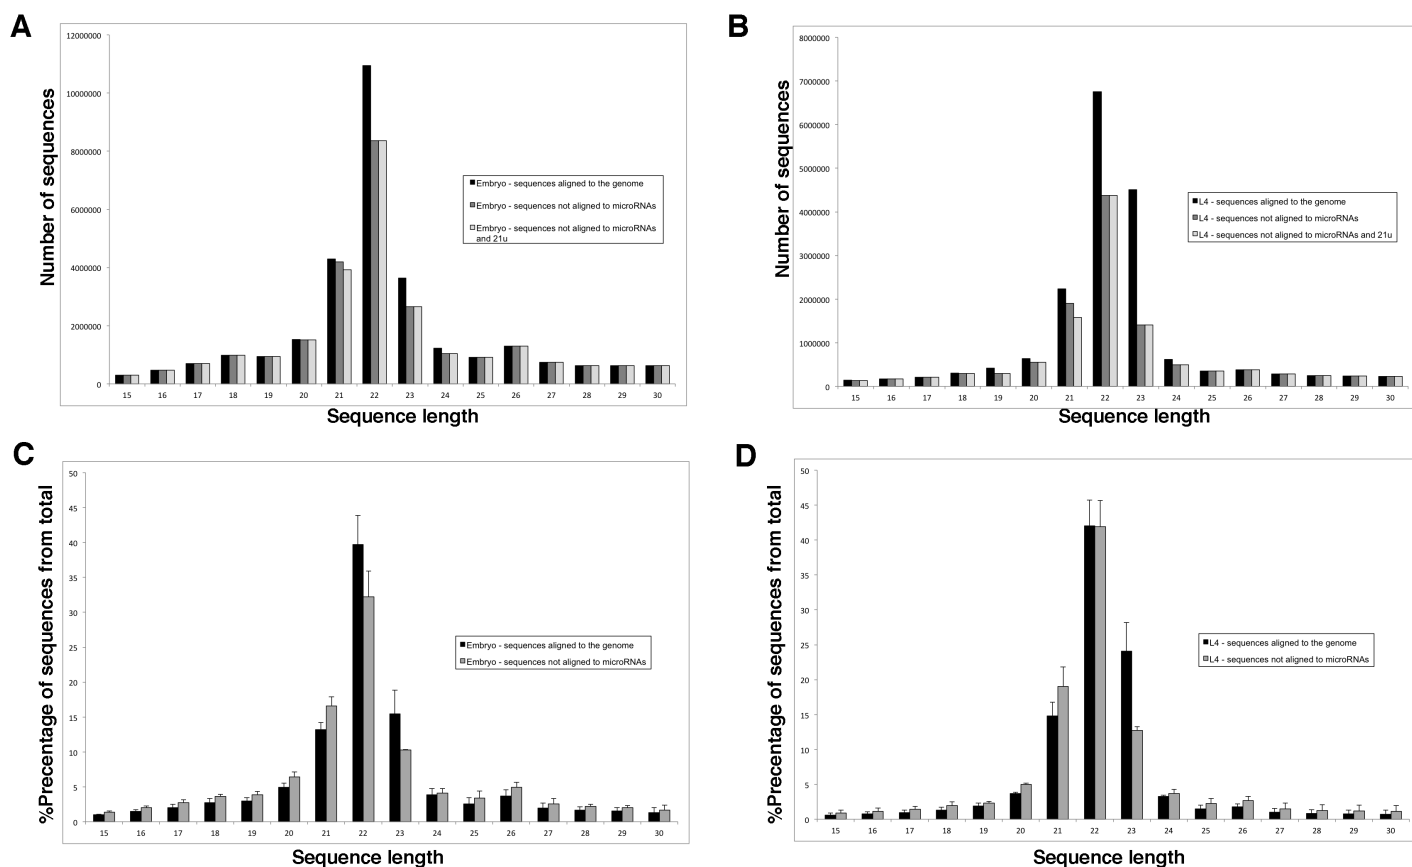 A
12000000
10000000
8000000
6000000
4000000
2000000
0
Number of sequences
Embryo - sequences aligned to the genome
Embryo - sequences not aligned to microRNAs
Embryo - sequences not aligned to microRNAs
and 21u
15 16 17 18 19 20 21 22 23 24 25 26 27 28 29 30
Sequence length
B
8000000
7000000
6000000
5000000
4000000
3000000
2000000
1000000
0
Number of sequences
L4 - sequences aligned to the genome
L4 - sequences not aligned to microRNAs
L4 - sequences not aligned to microRNAs and 21u
15 16 17 18 19 20 21 22 23 24 25 26 27 28 29 30
Sequence length
C
50
45
40
35
30
25
20
15
10
5
0
%Precentage of sequences from total
Embryo - sequences aligned to the genome
Embryo - sequences not aligned to microRNAs
15 16 17 18 19 20 21 22 23 24 25 26 27 28 29 30
Sequence length
D
50
45
40
35
30
25
20
15
10
5
0
%Precentage of sequences from total
L4 - sequences aligned to the genome
L4 - sequences not aligned to microRNAs
15 16 17 18 19 20 21 22 23 24 25 26 27 28 29 30
Sequence length